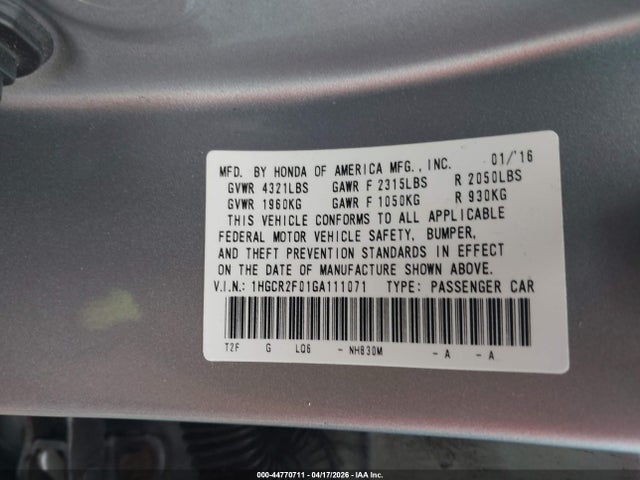 MFD. BY HONDA OF AMERICA MFG., INC. 01/'16
GVWR 4321LBS GAWR F 2315LBS R 2050LBS
GVWR 1960KG GAWR F 1050KG R 930KG
THIS VEHICLE CONFORMS TO ALL APPLICABLE
FEDERAL MOTOR VEHICLE SAFETY, BUMPER,
AND THEFT PREVENTION STANDARDS IN EFFECT
ON THE DATE OF MANUFACTURE SHOWN ABOVE.
V.I.N.: 1HGCR2F01GA111071 TYPE: PASSENGER CAR
T2F G LQ6 - NH830M - A - A
000-44770711 - 04/17/2026 - IAA Inc.